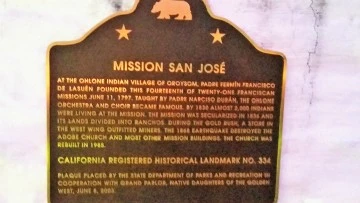 MISSION SAN JOSÉ
AT THE OHLONE INDIAN VILLAGE OF OROYSOM, PADRE FERMÍN FRANCISCO
DE LASUÉN FOUNDED THIS FOURTEENTH OF TWENTY-ONE FRANCISCAN
MISSIONS JUNE 11, 1797. TAUGHT BY PADRE NARCISO DURÁN, THE OHLONE
ORCHESTRA AND CHOIR BECAME FAMOUS. BY 1830 ALMOST 2,000 INDIANS
WERE LIVING AT THE MISSION. THE MISSION WAS SECULARIZED IN 1836 AND
ITS LANDS DIVIDED INTO RANCHOS. DURING THE GOLD RUSH, A STORE IN
THE WEST WING OUTFITTED MINERS. THE 1868 EARTHQUAKE DESTROYED THE
ADOBE CHURCH AND MOST OTHER MISSION BUILDINGS. THE CHURCH WAS
REBUILT IN 1985.
CALIFORNIA REGISTERED HISTORICAL LANDMARK NO. 334
PLAQUE PLACED BY THE STATE DEPARTMENT OF PARKS AND RECREATION IN
COOPERATION WITH GRAND PARLOR, NATIVE DAUGHTERS OF THE GOLDEN
WEST, JUNE 8, 2003.